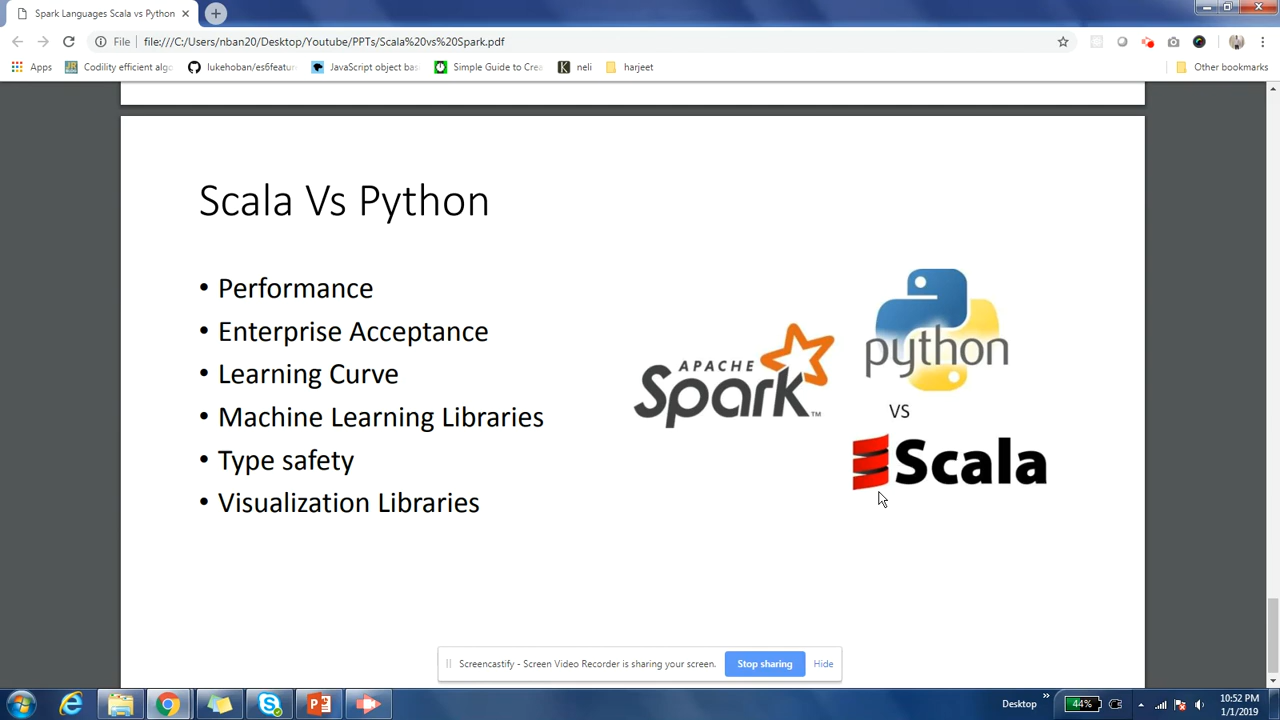 Spark Languages Scala vs Python
File
file:///C:/Users/nban20/Desktop/Youtube/PPTs/Scala%20vs%20Spark.pdf
Apps
Codility efficient algo
lukehoban/es6featur
JavaScript object bas
Simple Guide to Crea
neli
harjeet
Other bookmarks
Scala Vs Python
• Performance
• Enterprise Acceptance
• Learning Curve
• Machine Learning Libraries
• Type safety
• Visualization Libraries
APACHE
Spark™
python
VS
Scala
Screencastify - Screen Video Recorder is sharing your screen.
Stop sharing
Hide
Desktop
44%
10:52 PM
1/1/2019